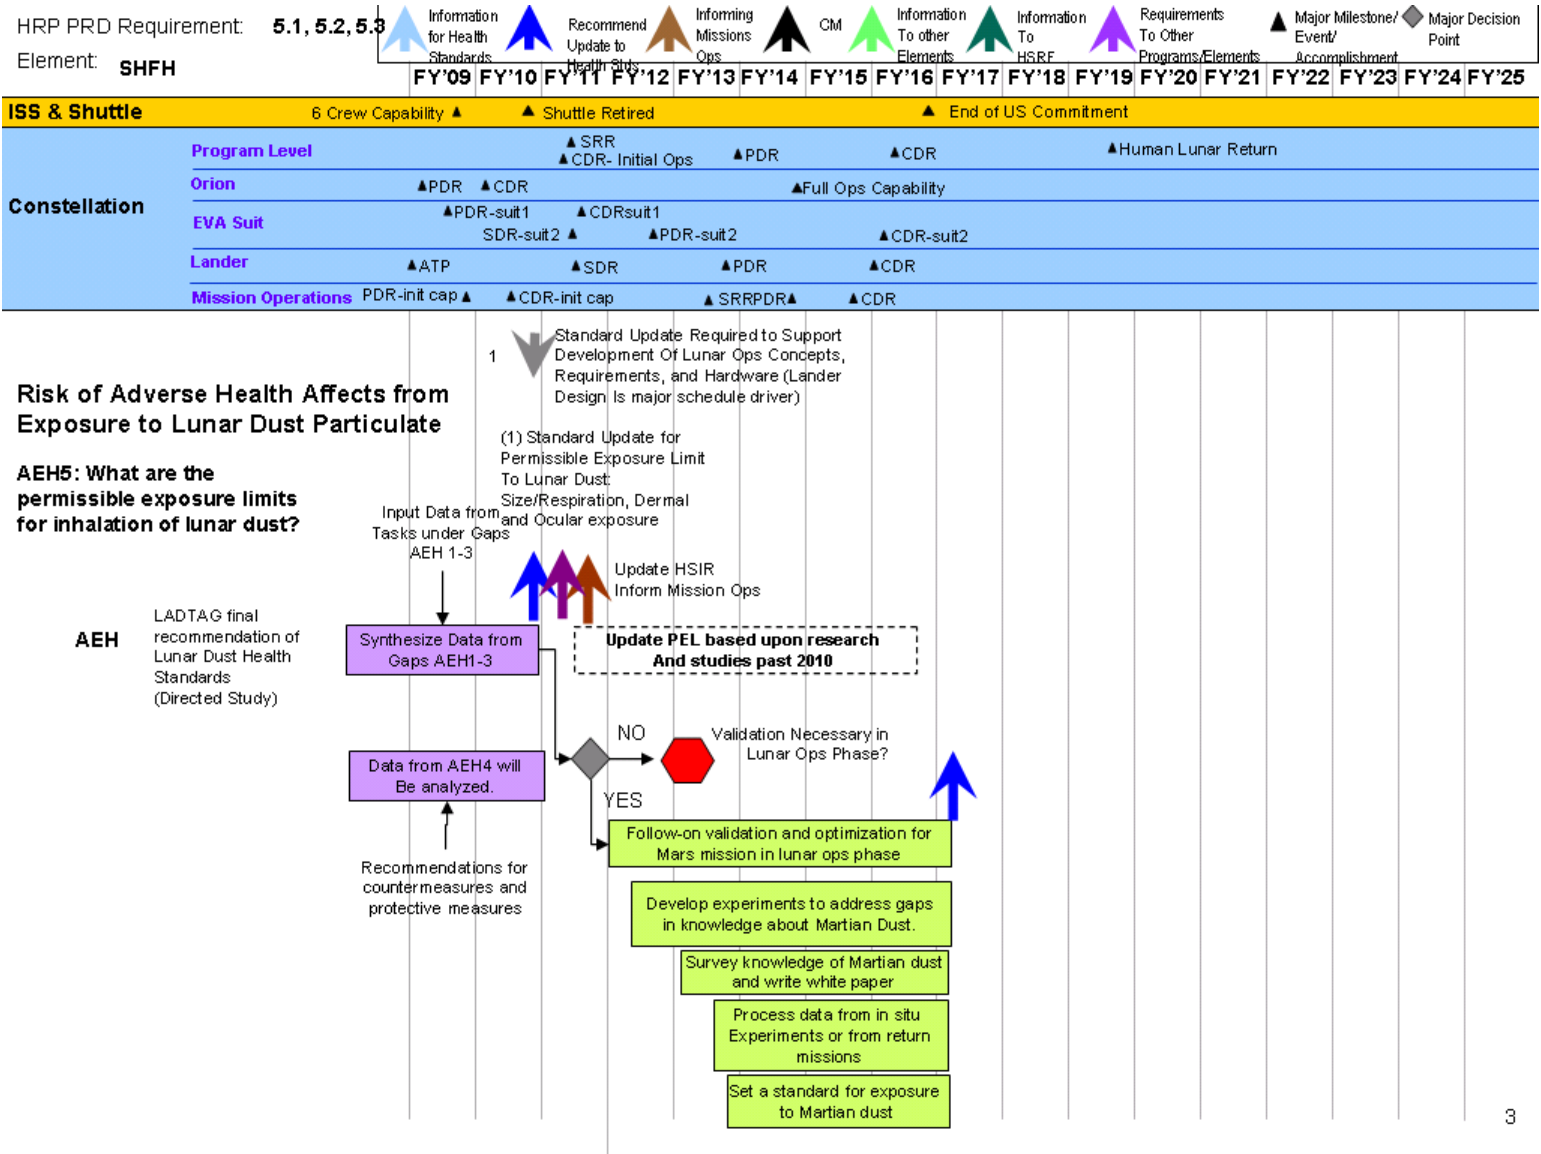 HRP PRD Requirement: 5.1, 5.2, 5.3
Element: SHFH
Information
for Health
Standards
Recommend
Update to
Health Stds
Informing
Missions
Ops
CM
Information
To other
Elements
Information
To
HSRF
Requirements
To Other
Programs/Elements
Major Milestone/
Event/
Accomplishment
Major Decision
Point
FY'09 FY'10 FY'11 FY'12 FY'13 FY'14 FY'15 FY'16 FY'17 FY'18 FY'19 FY'20 FY'21 FY'22 FY'23 FY'24 FY'25
ISS & Shuttle
6 Crew Capability
Shuttle Retired
End of US Commitment
Constellation
Program Level
SRR
CDR- Initial Ops
PDR
CDR
Human Lunar Return
Orion
PDR
CDR
Full Ops Capability
EVA Suit
PDR-suit1
CDRsuit1
SDR-suit2
PDR-suit2
CDR-suit2
Lander
ATP
SDR
PDR
CDR
Mission Operations
PDR-init cap
CDR-init cap
SRR
PDR
CDR
1
Standard Update Required to Support
Development Of Lunar Ops Concepts,
Requirements, and Hardware (Lander
Design Is major schedule driver)
Risk of Adverse Health Affects from
Exposure to Lunar Dust Particulate
(1) Standard Update for
Permissible Exposure Limit
To Lunar Dust:
Size/Respiration, Dermal
and Ocular exposure
AEH5: What are the
permissible exposure limits
for inhalation of lunar dust?
Input Data from
Tasks under Gaps
AEH 1-3
Update HSIR
Inform Mission Ops
AEH
LADTAG final
recommendation of
Lunar Dust Health
Standards
(Directed Study)
Synthesize Data from
Gaps AEH1-3
Update PEL based upon research
And studies past 2010
NO
Validation Necessary in
Lunar Ops Phase?
Data from AEH4 will
Be analyzed.
YES
Follow-on validation and optimization for
Mars mission in lunar ops phase
Recommendations for
countermeasures and
protective measures
Develop experiments to address gaps
in knowledge about Martian Dust.
Survey knowledge of Martian dust
and write white paper
Process data from in situ
Experiments or from return
missions
Set a standard for exposure
to Martian dust
3